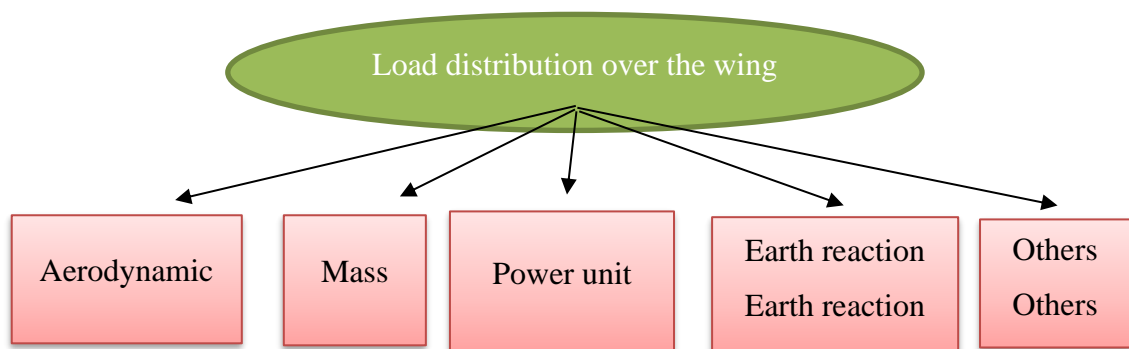 Load distribution over the wing
Aerodynamic
Mass
Power unit
Earth reaction
Earth reaction
Others
Others